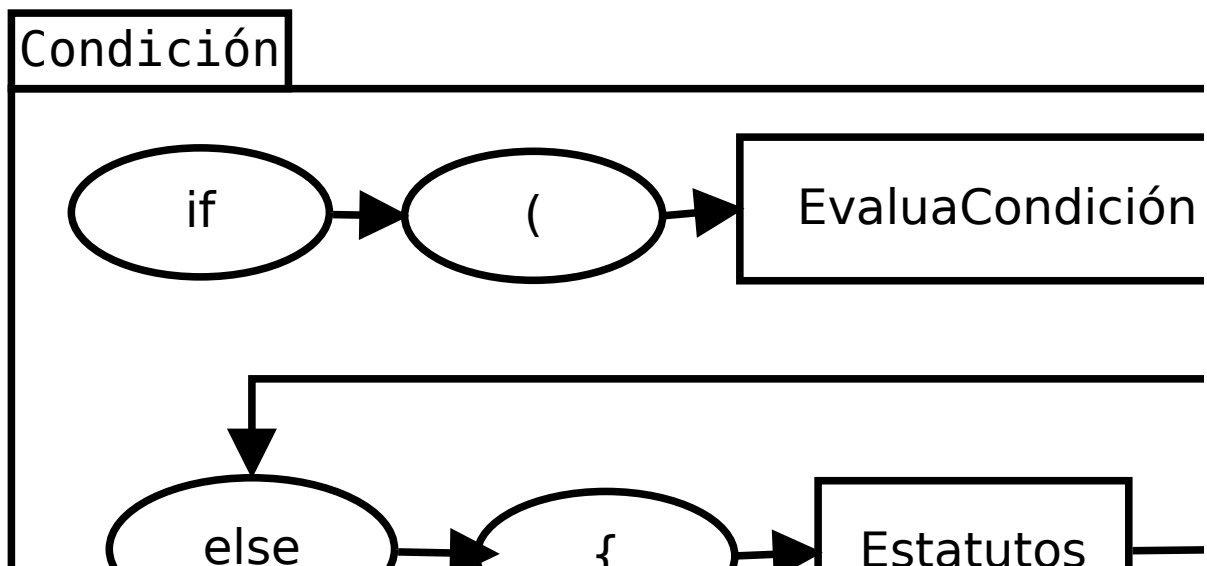 Condición
if
(
EvaluaCondición
else
{
Estatutos